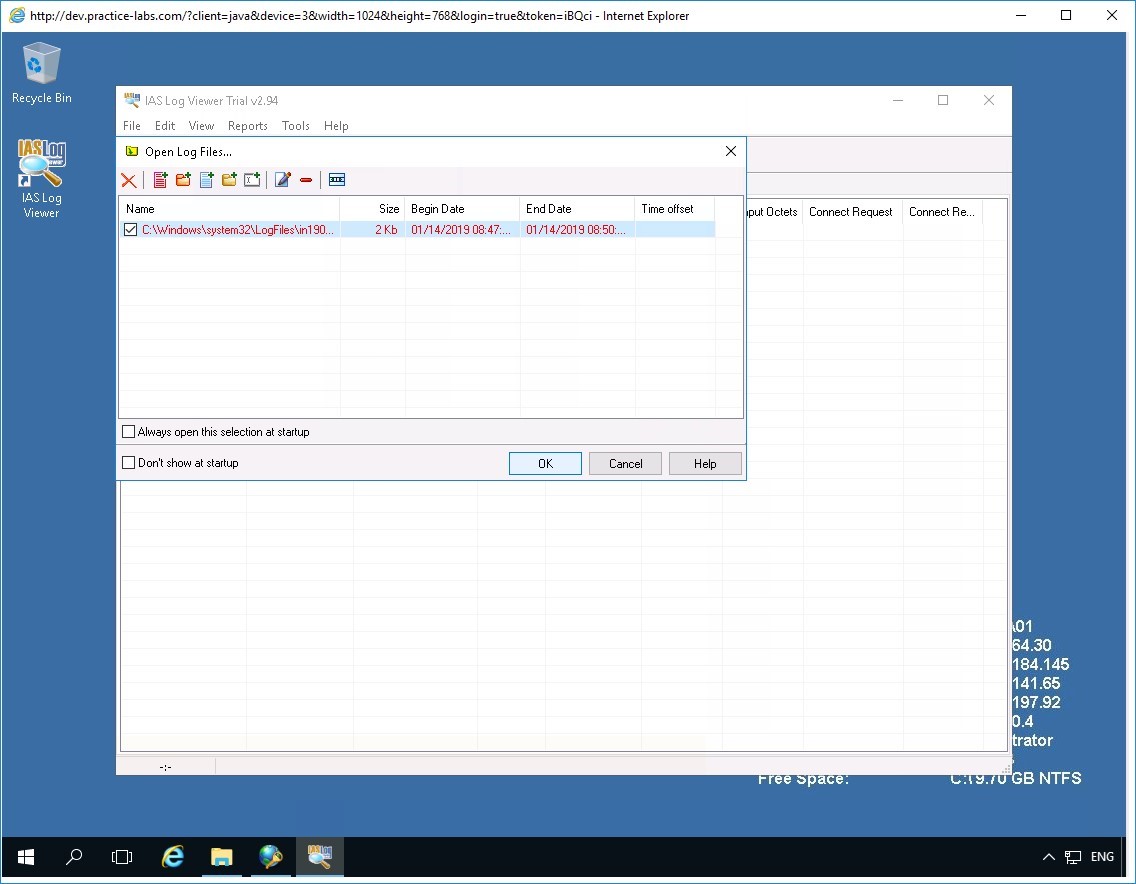 http://dev.practice-labs.com/?client=java&device=3&width=1024&height=768&login=true&token=iBQci - Internet Explorer
Recycle Bin
IAS Log Viewer
IAS Log Viewer Trial v2.94
File Edit View Reports Tools Help
Open Log Files...
Name Size Begin Date End Date Time offset
put Octets Connect Request Connect Re...
C:\Windows\system32\LogFiles\in190... 2 Kb 01/14/2019 08:47:... 01/14/2019 08:50:...
Always open this selection at startup
Don't show at startup
OK Cancel Help
01
64.30
184.145
141.65
197.92
0.4
trator
-:-
Free Space: C:\ 9.70 GB NTFS
ENG